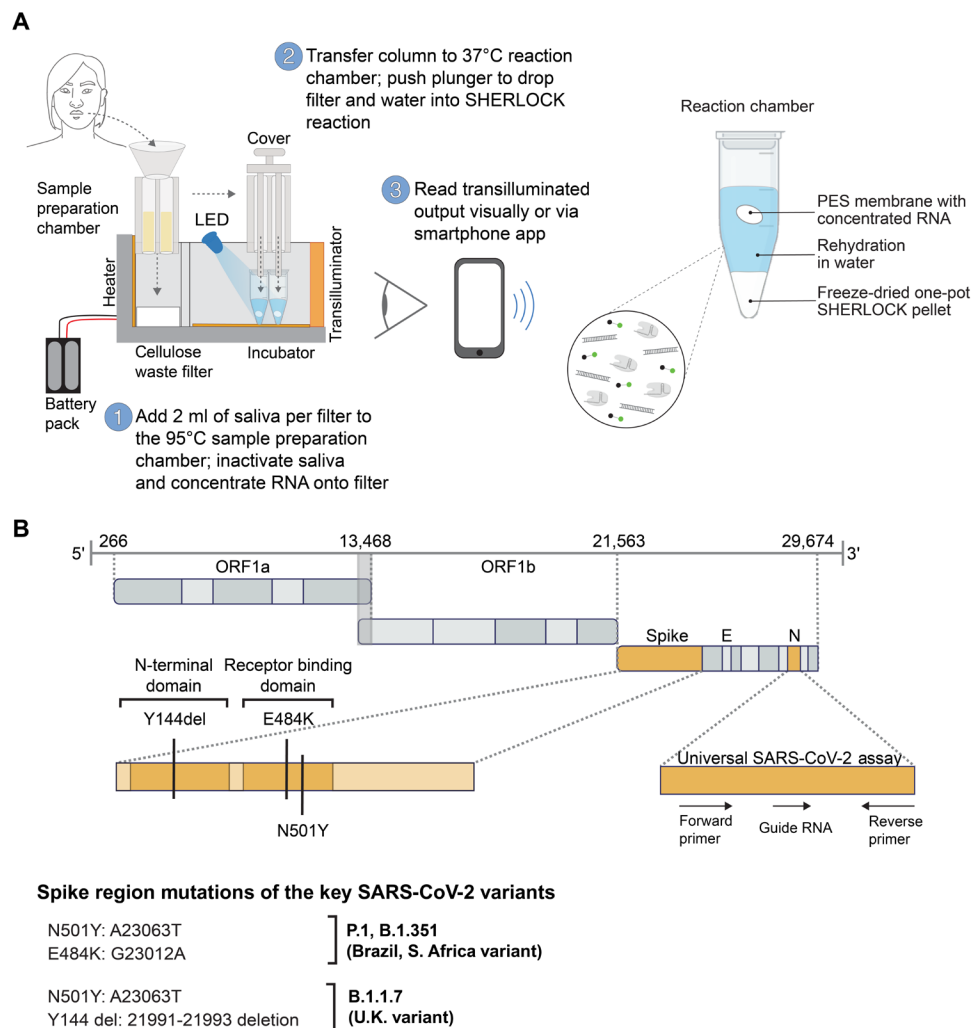 A
2 Transfer column to 37°C reaction
chamber; push plunger to drop
filter and water into SHERLOCK
reaction
Cover
Sample
preparation
chamber
LED
Heater
Transilluminator
Cellulose
waste filter
Incubator
Battery
pack
1 Add 2 ml of saliva per filter to
the 95°C sample preparation
chamber; inactivate saliva
and concentrate RNA onto filter
3 Read transilluminated
output visually or via
smartphone app
Reaction chamber
PES membrane with
concentrated RNA
Rehydration
in water
Freeze-dried one-pot
SHERLOCK pellet
B
266 13,468 21,563 29,674
5' 3'
ORF1a ORF1b
Spike E N
N-terminal
domain
Receptor binding
domain
Y144del E484K
N501Y
Universal SARS-CoV-2 assay
Forward
primer
Guide RNA
Reverse
primer
Spike region mutations of the key SARS-CoV-2 variants
N501Y: A23063T
E484K: G23012A
P.1, B.1.351
(Brazil, S. Africa variant)
N501Y: A23063T
Y144 del: 21991-21993 deletion
B.1.1.7
(U.K. variant)